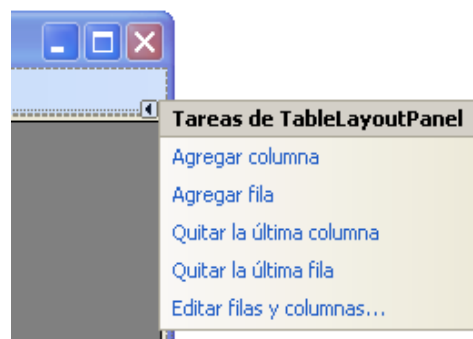 Tareas de TableLayoutPanel
Agregar columna
Agregar fila
Quitar la última columna
Quitar la última fila
Editar filas y columnas...